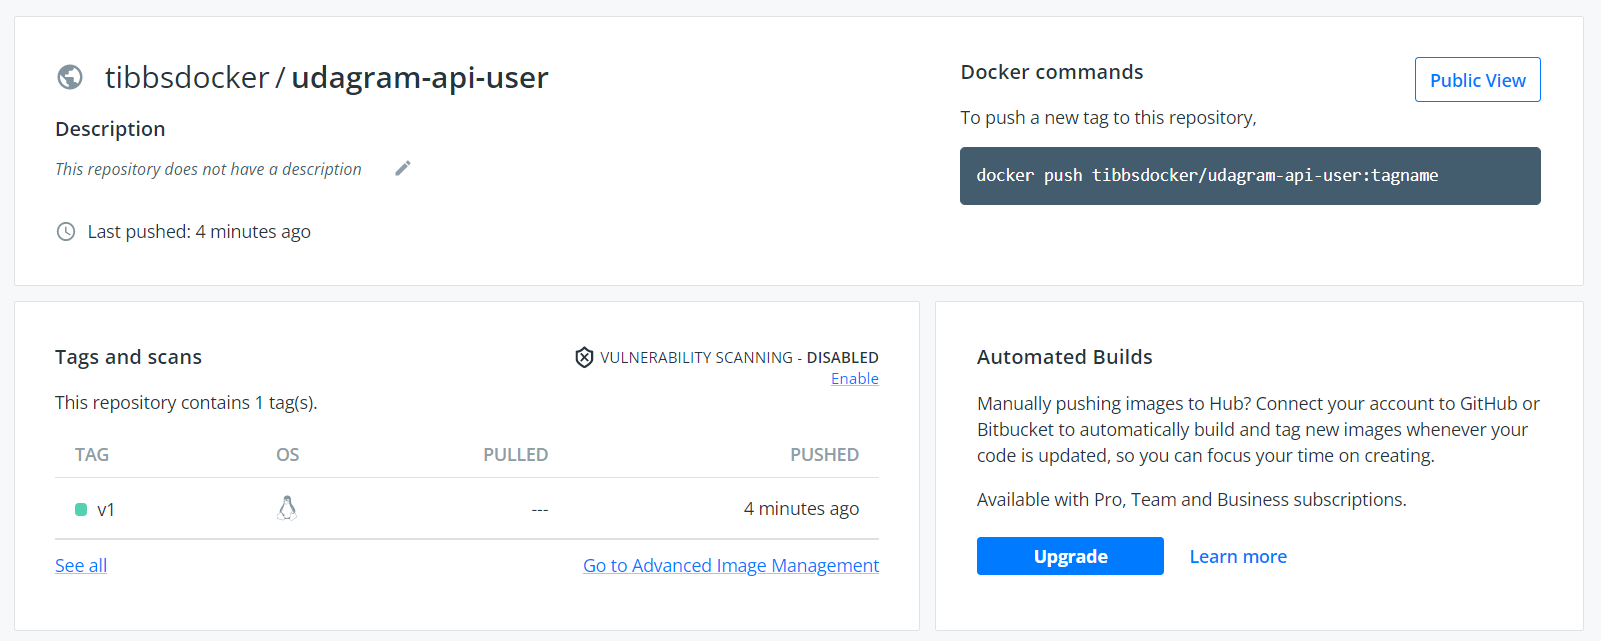 tibbsdocker / udagram-api-user
Description
This repository does not have a description
Last pushed: 4 minutes ago
Docker commands
Public View
To push a new tag to this repository,
docker push tibbsdocker/udagram-api-user:tagname
Tags and scans
VULNERABILITY SCANNING - DISABLED
Enable
This repository contains 1 tag(s).
TAG OS PULLED PUSHED
v1 --- 4 minutes ago
See all
Go to Advanced Image Management
Automated Builds
Manually pushing images to Hub? Connect your account to GitHub or
Bitbucket to automatically build and tag new images whenever your
code is updated, so you can focus your time on creating.
Available with Pro, Team and Business subscriptions.
Upgrade
Learn more